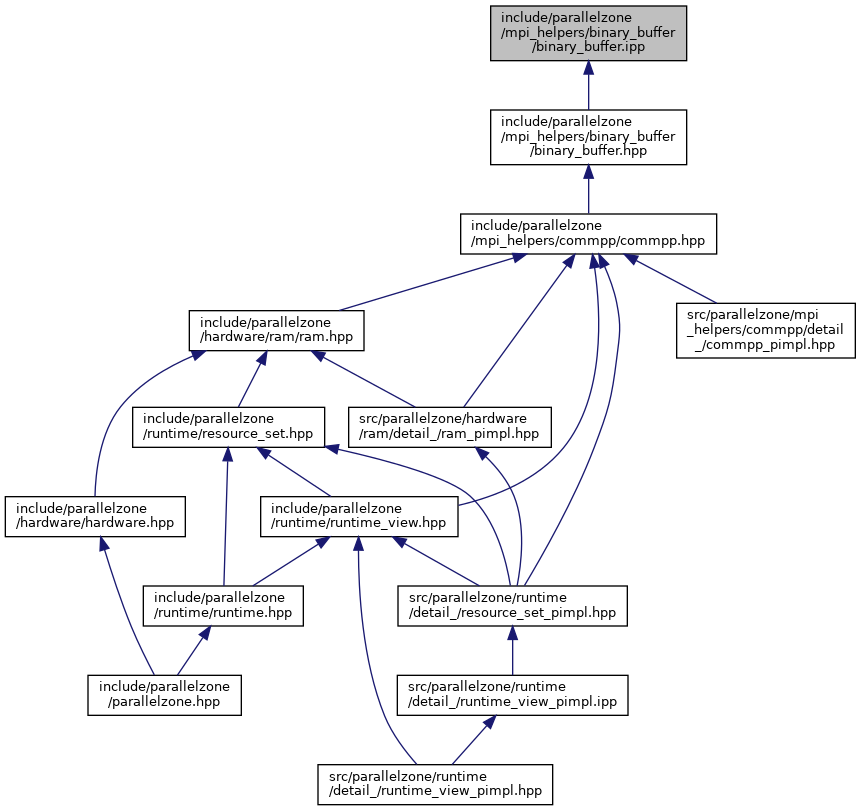 include/parallelzone
/mpi_helpers/binary_buffer
/binary_buffer.ipp
include/parallelzone
/mpi_helpers/binary_buffer
/binary_buffer.hpp
include/parallelzone
/mpi_helpers/commpp/commpp.hpp
include/parallelzone
/hardware/ram/ram.hpp
src/parallelzone/mpi
_helpers/commpp/detail
_/commpp_pimpl.hpp
include/parallelzone
/runtime/resource_set.hpp
src/parallelzone/hardware
/ram/detail_/ram_pimpl.hpp
include/parallelzone
/hardware/hardware.hpp
include/parallelzone
/runtime/runtime_view.hpp
include/parallelzone
/runtime/runtime.hpp
src/parallelzone/runtime
/detail_/resource_set_pimpl.hpp
include/parallelzone
/parallelzone.hpp
src/parallelzone/runtime
/detail_/runtime_view_pimpl.ipp
src/parallelzone/runtime
/detail_/runtime_view_pimpl.hpp